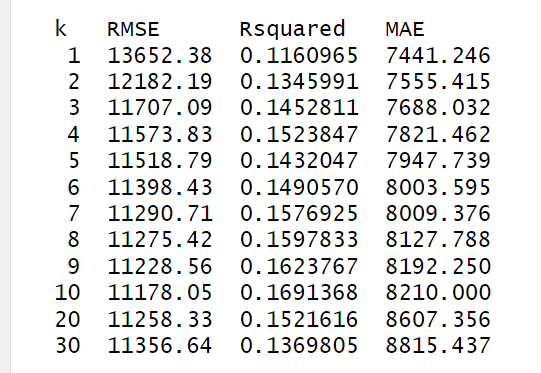 k   RMSE      Rsquared   MAE
 1  13652.38  0.1160965  7441.246
 2  12182.19  0.1345991  7555.415
 3  11707.09  0.1452811  7688.032
 4  11573.83  0.1523847  7821.462
 5  11518.79  0.1432047  7947.739
 6  11398.43  0.1490570  8003.595
 7  11290.71  0.1576925  8009.376
 8  11275.42  0.1597833  8127.788
 9  11228.56  0.1623767  8192.250
10  11178.05  0.1691368  8210.000
20  11258.33  0.1521616  8607.356
30  11356.64  0.1369805  8815.437